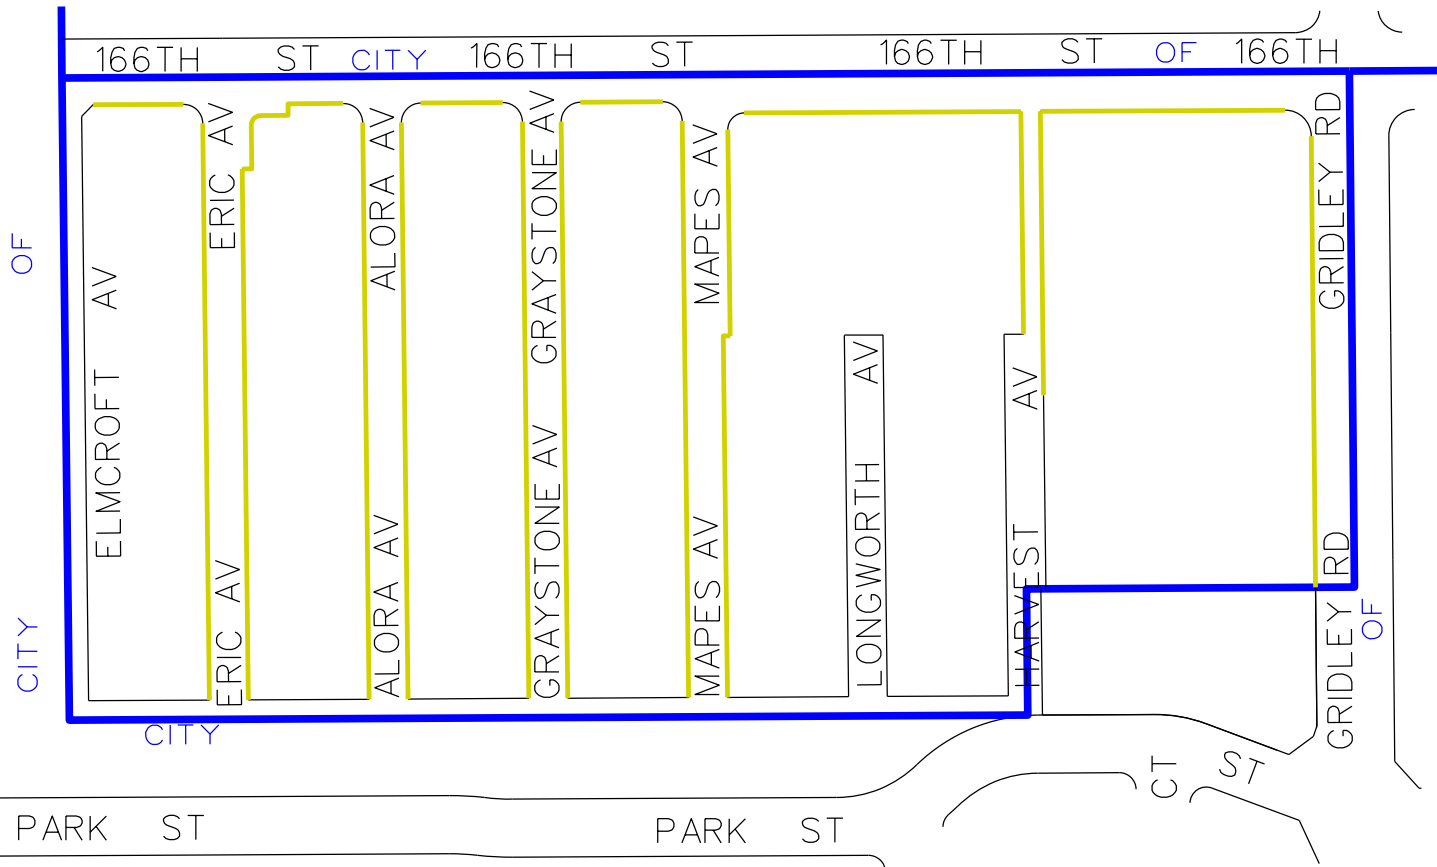 166TH ST CITY 166TH ST 166TH ST OF 166TH
ERIC AV
ALORA AV
GRAYSTONE AV
MAPES AV
GRIDLEY RD
OF
ELMCROFT AV
LONGWORTH AV
HARVEST AV
ERIC AV
ALORA AV
GRAYSTONE AV
MAPES AV
GRIDLEY RD
OF
CITY
CITY
CT
ST
PARK ST
PARK ST